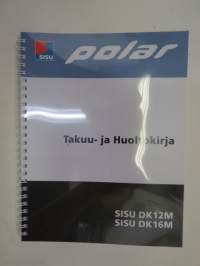 SISU
polar
Takuu- ja Huoltokirja
SISU DK12M
SISU DK16M